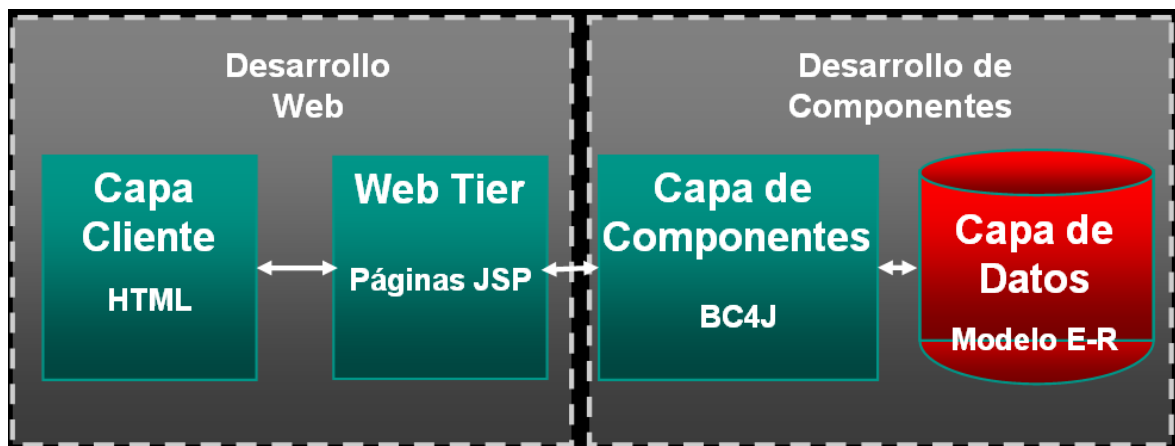 Desarrollo
Web
Capa
Cliente
HTML
Web Tier
Páginas JSP
Desarrollo de
Componentes
Capa de
Componentes
BC4J
Capa de
Datos
Modelo E-R